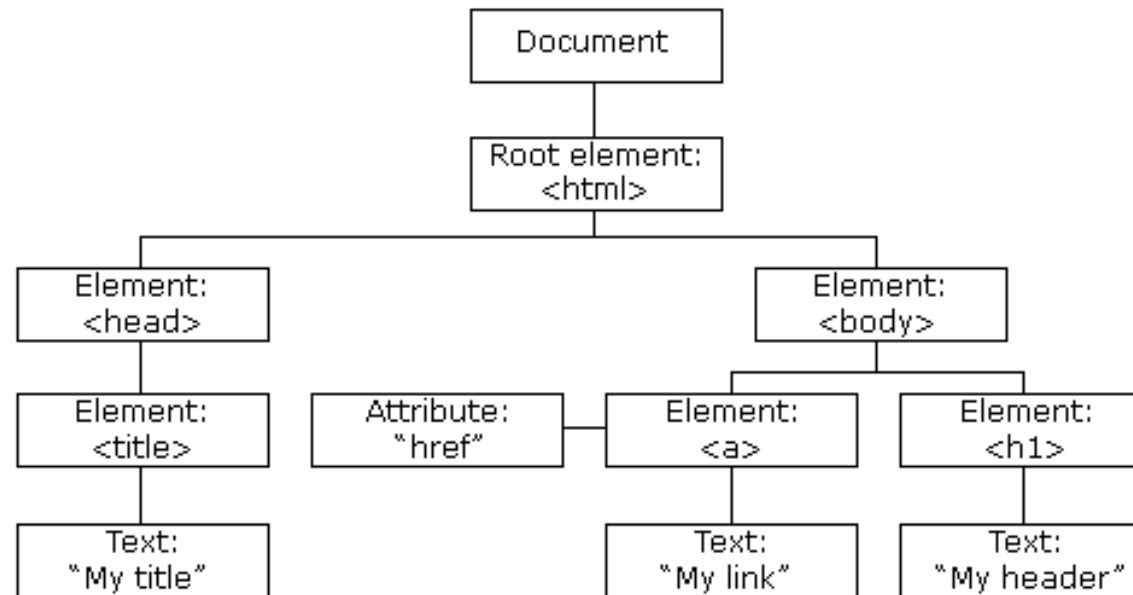 Document
Root element:
<html>
Element:
<head>
Element:
<body>
Element:
<title>
Attribute:
“href”
Element:
<a>
Element:
<h1>
Text:
“My title”
Text:
“My link”
Text:
“My header”